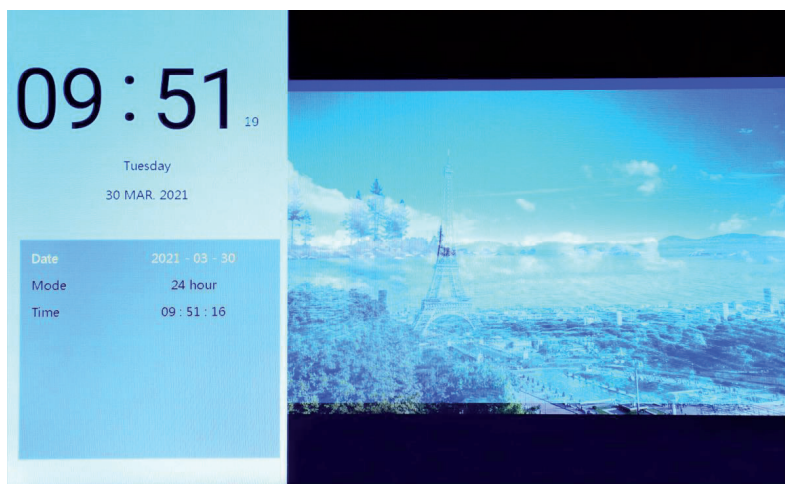 09 : 51 19
Tuesday
30 MAR. 2021
Date 2021 - 03 - 30
Mode 24 hour
Time 09 : 51 : 16